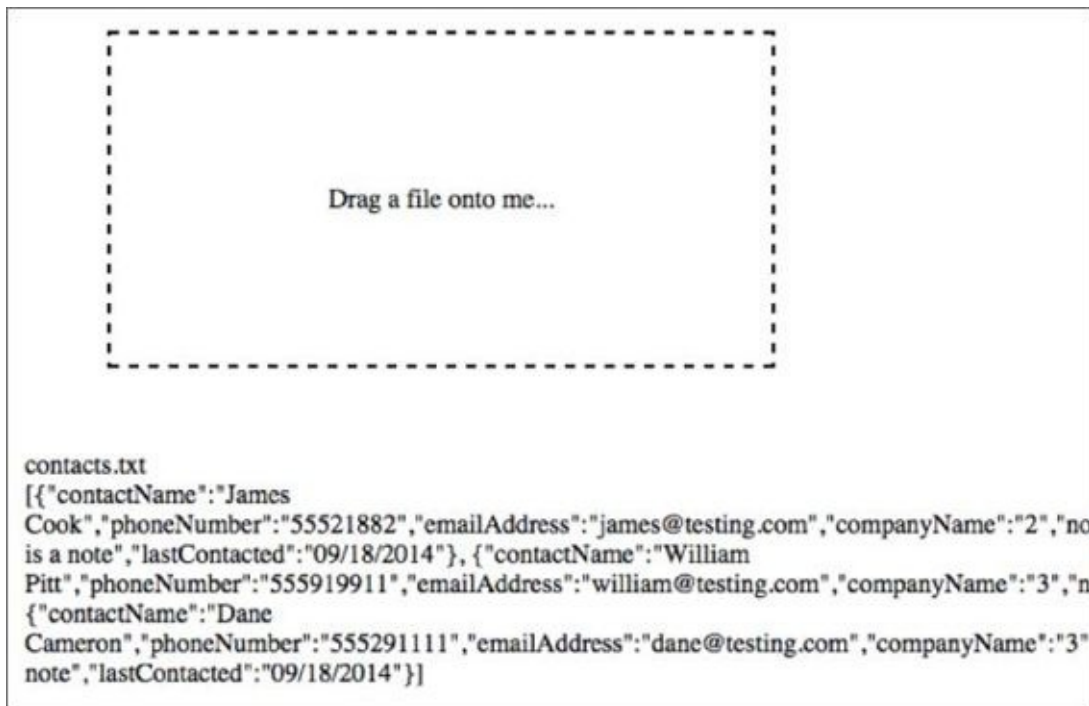 Drag a file onto me...
contacts.txt
[{"contactName":"James
Cook","phoneNumber":"55521882","emailAddress":"james@testing.com","companyName":"2","no
is a note","lastContacted":"09/18/2014"}, {"contactName":"William
Pitt","phoneNumber":"555919911","emailAddress":"william@testing.com","companyName":"3","n
{"contactName":"Dane
Cameron","phoneNumber":"555291111","emailAddress":"dane@testing.com","companyName":"3"
note","lastContacted":"09/18/2014"}]